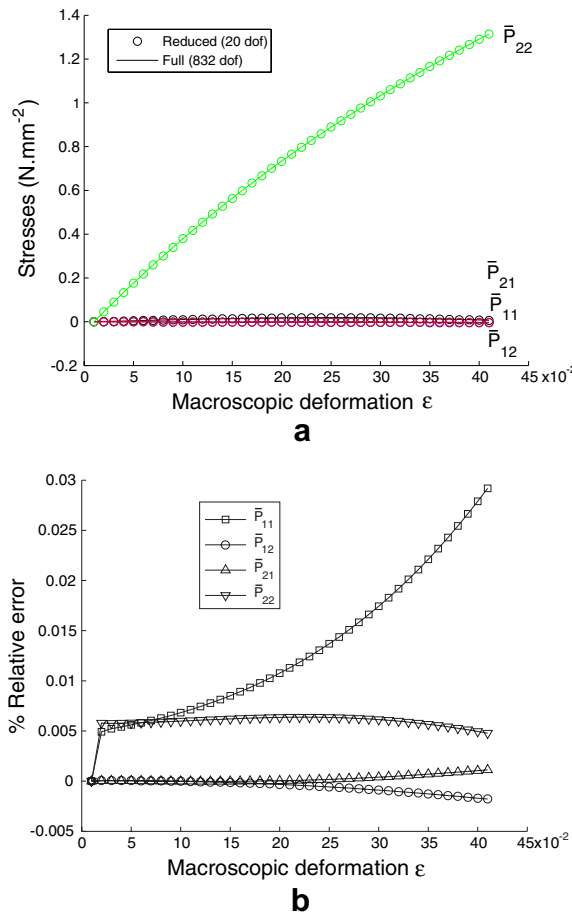 1.4
1.2
1
0.8
0.6
0.4
0.2
0
-0.2
Stresses (N.mm-2)
Reduced (20 dof)
Full (832 dof)
P̄22
P̄21
P̄11
P̄12
0 5 10 15 20 25 30 35 40 45x10-2
Macroscopic deformation ε
a
0.03
0.025
0.02
0.015
0.01
0.005
0
-0.005
% Relative error
P̄11
P̄12
P̄21
P̄22
0 5 10 15 20 25 30 35 40 45x10-2
Macroscopic deformation ε
b